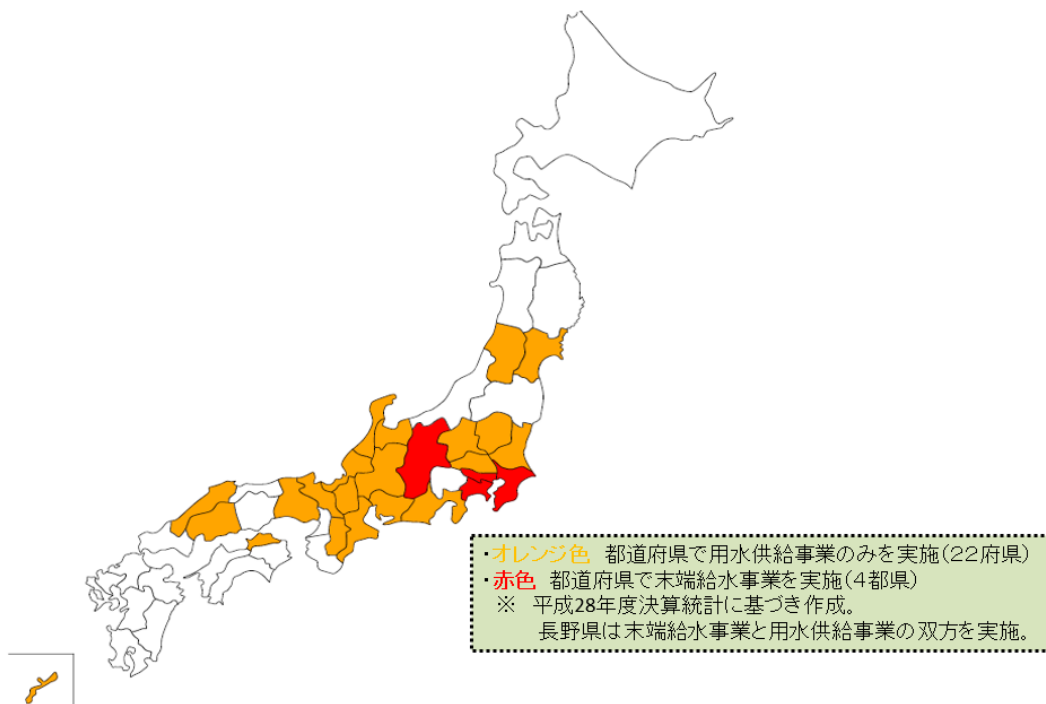 ・オレンジ色 都道府県で用水供給事業のみを実施(22府県)
・赤色 都道府県で末端給水事業を実施(4都県)
※ 平成28年度決算統計に基づき作成。
長野県は末端給水事業と用水供給事業の双方を実施。